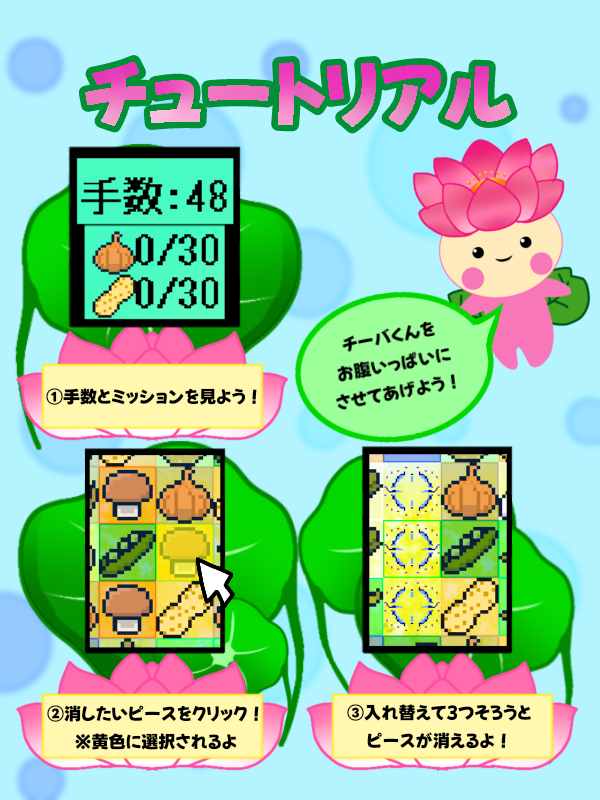 チュートリアル
手数:48
0/30
0/30
チーバくんを
お腹いっぱいに
させてあげよう!
①手数とミッションを見よう!
②消したいピースをクリック!
※黄色に選択されるよ
③入れ替えて3つそろうと
ピースが消えるよ!